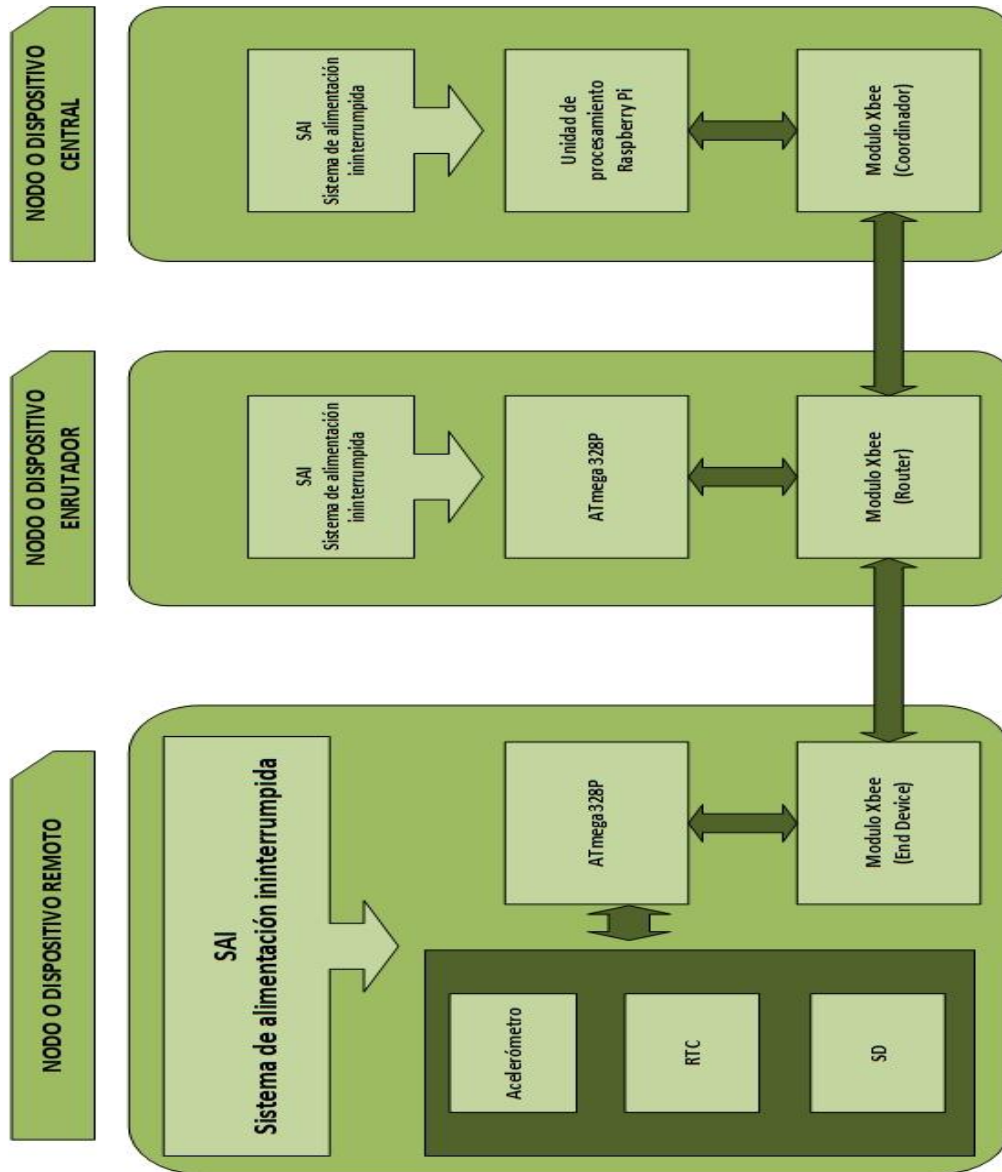 NODO O DISPOSITIVO REMOTO
SAI
Sistema de alimentación ininterrumpida
Acelerómetro
RTC
SD
ATmega328P
Modulo Xbee
(End Device)
NODO O DISPOSITIVO
ENRUTADOR
SAI
Sistema de alimentación
ininterrumpida
ATmega 328P
Modulo Xbee
(Router)
NODO O DISPOSITIVO
CENTRAL
SAI
Sistema de alimentación
ininterrumpida
Unidad de
procesamiento
Raspberry Pi
Modulo Xbee
(Coordinador)